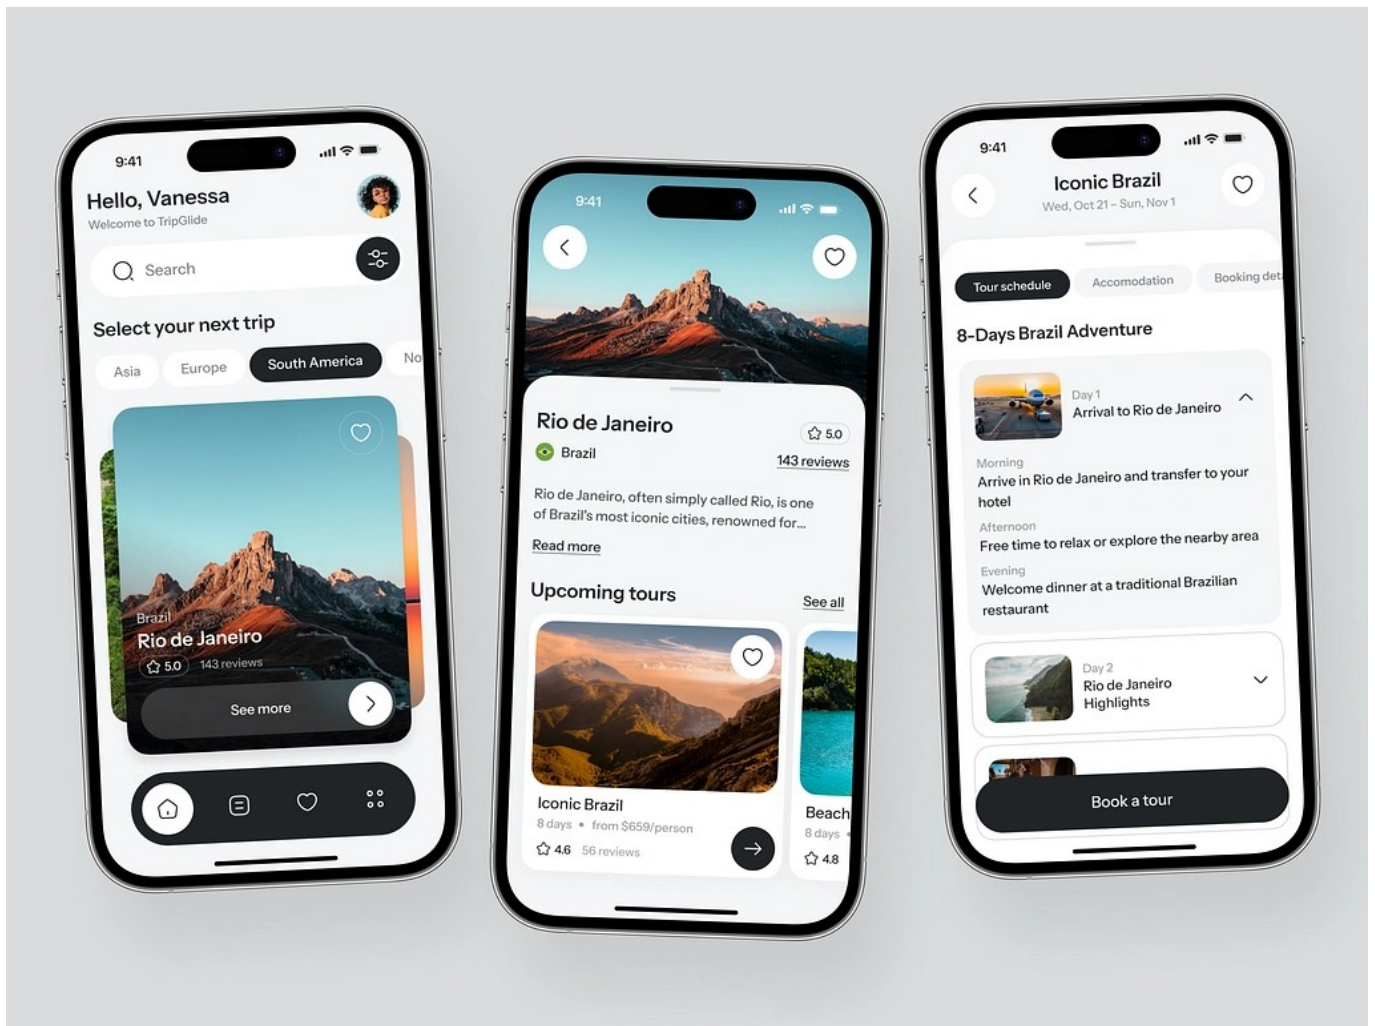 9:41
Hello, Vanessa
Welcome to TripGlide
Search
Select your next trip
Asia
Europe
South America
No
Brazil
Rio de Janeiro
5.0
143 reviews
See more
9:41
Rio de Janeiro
5.0
Brazil
143 reviews
Rio de Janeiro, often simply called Rio, is one
of Brazil's most iconic cities, renowned for...
Read more
Upcoming tours
See all
Iconic Brazil
8 days • from $659/person
4.6
56 reviews
Beach
8 days •
4.8
9:41
Iconic Brazil
Wed, Oct 21 – Sun, Nov 1
Tour schedule
Accomodation
Booking deta
8-Days Brazil Adventure
Day 1
Arrival to Rio de Janeiro
Morning
Arrive in Rio de Janeiro and transfer to your
hotel
Afternoon
Free time to relax or explore the nearby area
Evening
Welcome dinner at a traditional Brazilian
restaurant
Day 2
Rio de Janeiro
Highlights
Book a tour